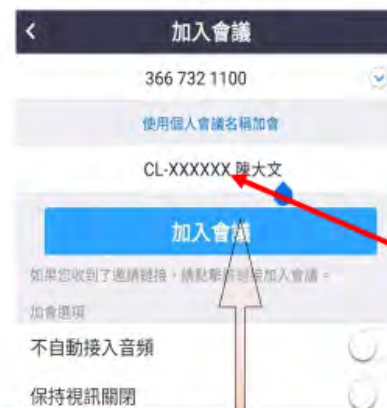 加入會議
366 732 1100
使用個人會議名稱加會
CL-XXXXXX 陳大文
加入會議
如果您收到了邀請鏈接，請點擊鏈接加入會議。
加會選項
不自動接入音頻
保持視訊關閉